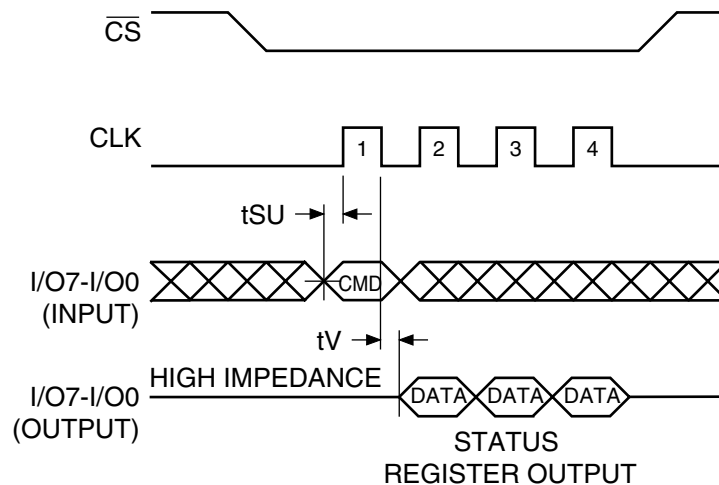 CS
CLK
1 2 3 4
tSU
I/O7-I/O0
(INPUT)
CMD
tV
HIGH IMPEDANCE
I/O7-I/O0
(OUTPUT)
DATA DATA DATA
STATUS
REGISTER OUTPUT